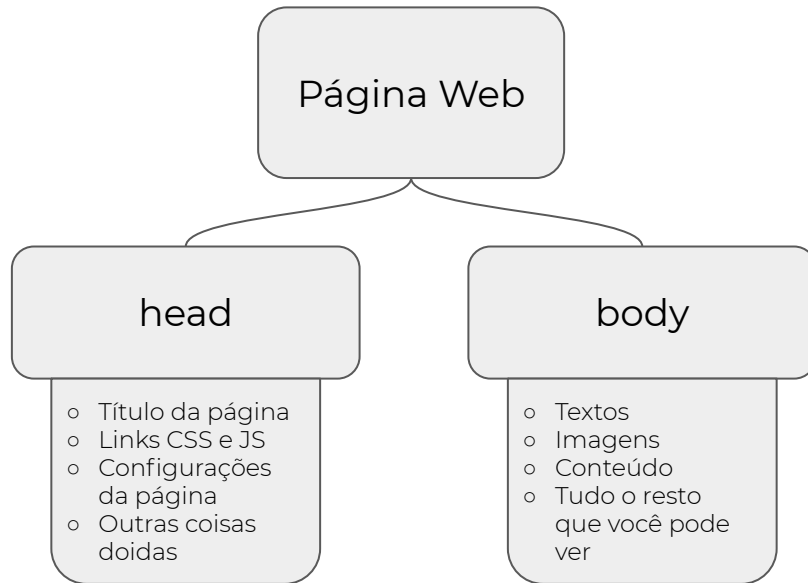 Página Web
head
○ Título da página
○ Links CSS e JS
○ Configurações
da página
○ Outras coisas
doidas
body
○ Textos
○ Imagens
○ Conteúdo
○ Tudo o resto
que você pode
ver